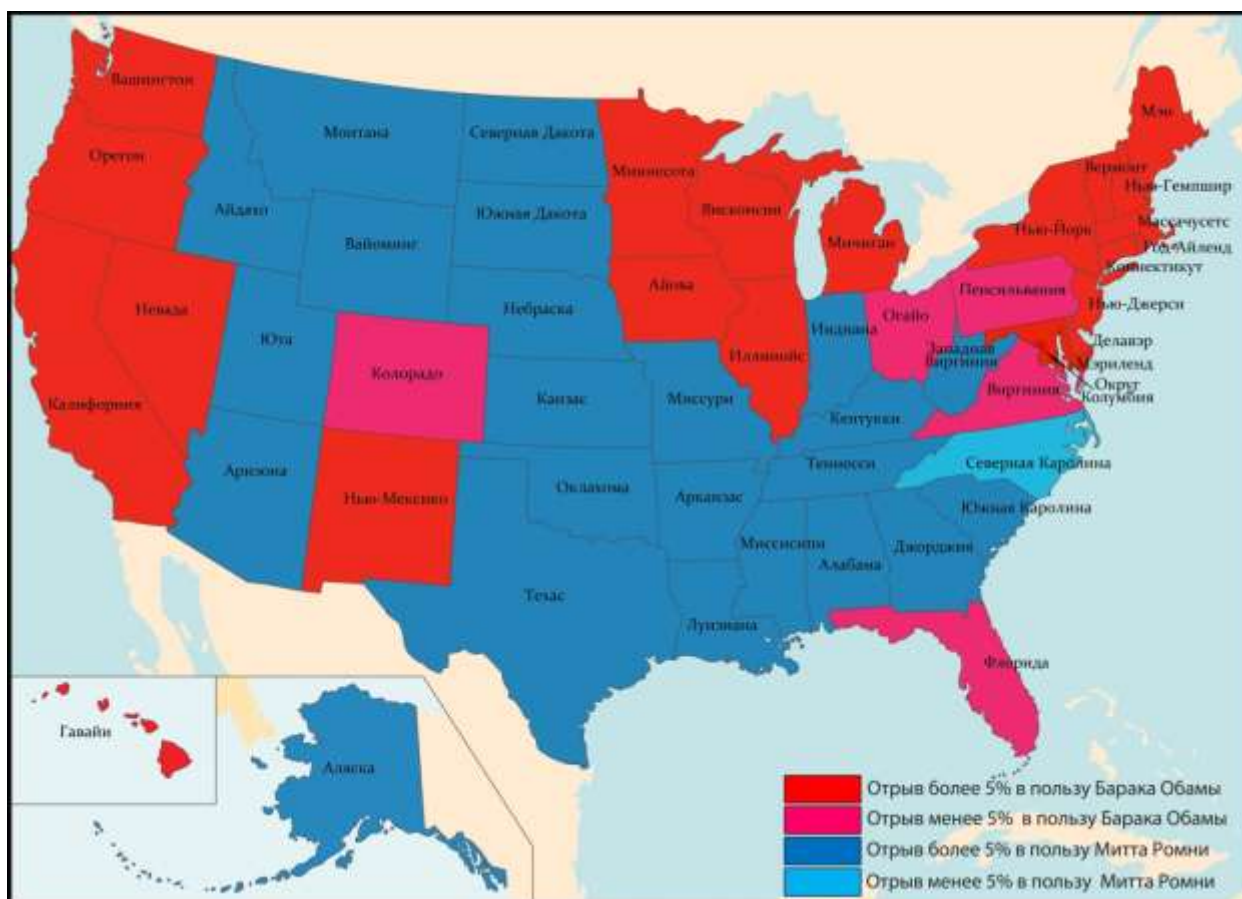 Вашингтон
Монтана
Северная Дакота
Миннесота
Мэн
Орегон
Айдахо
Южная Дакота
Висконсин
Мичиган
Вермонт
Нью-Гемпшир
Вайоминг
Нью-Йорк
Массачусетс
Род-Айленд
Коннектикут
Невада
Небраска
Айова
Пенсильвания
Нью-Джерси
Юта
Колорадо
Иллинойс
Индиана
Огайо
Делавэр
Западная
Виргиния
Мэриленд
Округ
Колумбия
Калифорния
Канзас
Миссури
Кентукки
Виргиния
Аризона
Нью-Мексико
Оклахома
Арканзас
Тенносси
Северная Каролина
Южная Каролина
Техас
Луизиана
Миссисипи
Алабама
Джорджия
Флорида
Гавайи
Аляска
Отрыв более 5% в пользу Барака Обамы
Отрыв менее 5% в пользу Барака Обамы
Отрыв более 5% в пользу Митта Ромни
Отрыв менее 5% в пользу Митта Ромни